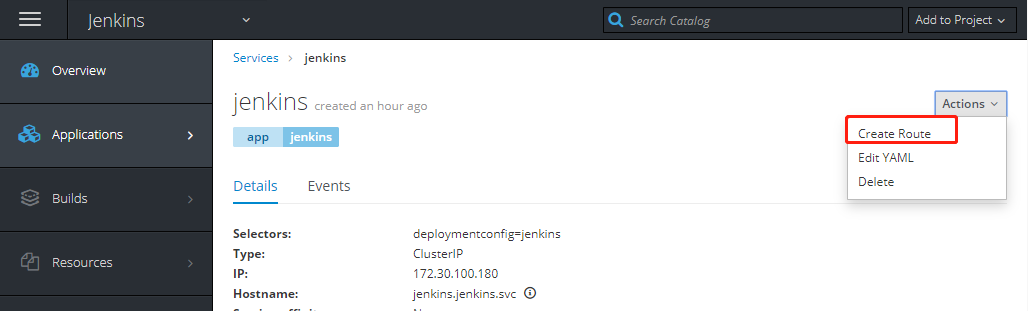 Jenkins
Search Catalog
Add to Project
Overview
Applications
Builds
Resources
Services > jenkins
jenkins created an hour ago
app jenkins
Actions
Create Route
Edit YAML
Delete
Details Events
Selectors: deploymentconfig=jenkins
Type: ClusterIP
IP: 172.30.100.180
Hostname: jenkins.jenkins.svc